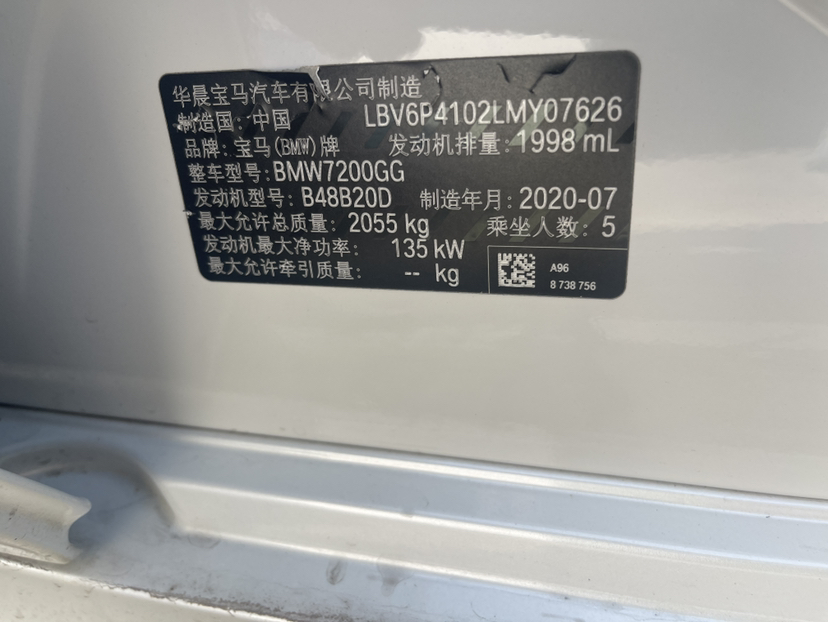 华晨宝马汽车有限公司制造
制造国: 中国 LBV6P4102LMY07626
品牌: 宝马(BMW)牌 发动机排量: 1998 mL
整车型号: BMW7200GG
发动机型号: B48B20D 制造年月: 2020-07
最大允许总质量: 2055 kg 乘坐人数: 5
发动机最大净功率: 135 kW
最大允许牵引质量: -- kg
A96
8 738 756